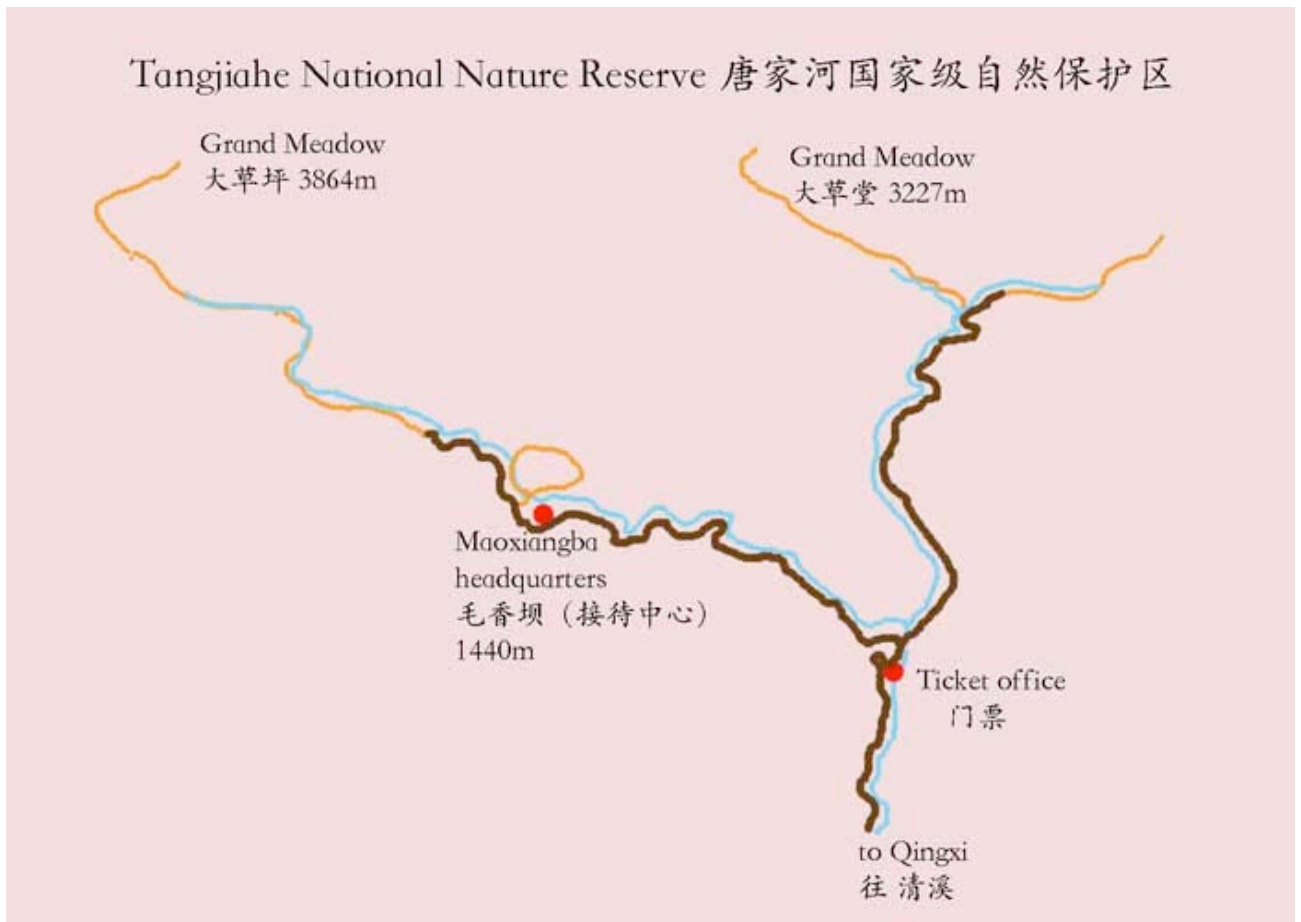 Tangjiahe National Nature Reserve 唐家河国家级自然保护区
Grand Meadow
大草坪 3864m
Grand Meadow
大草堂 3227m
Maoxiangba
headquarters
毛香坝（接待中心）
1440m
Ticket office
门票
to Qingxi
往 清溪